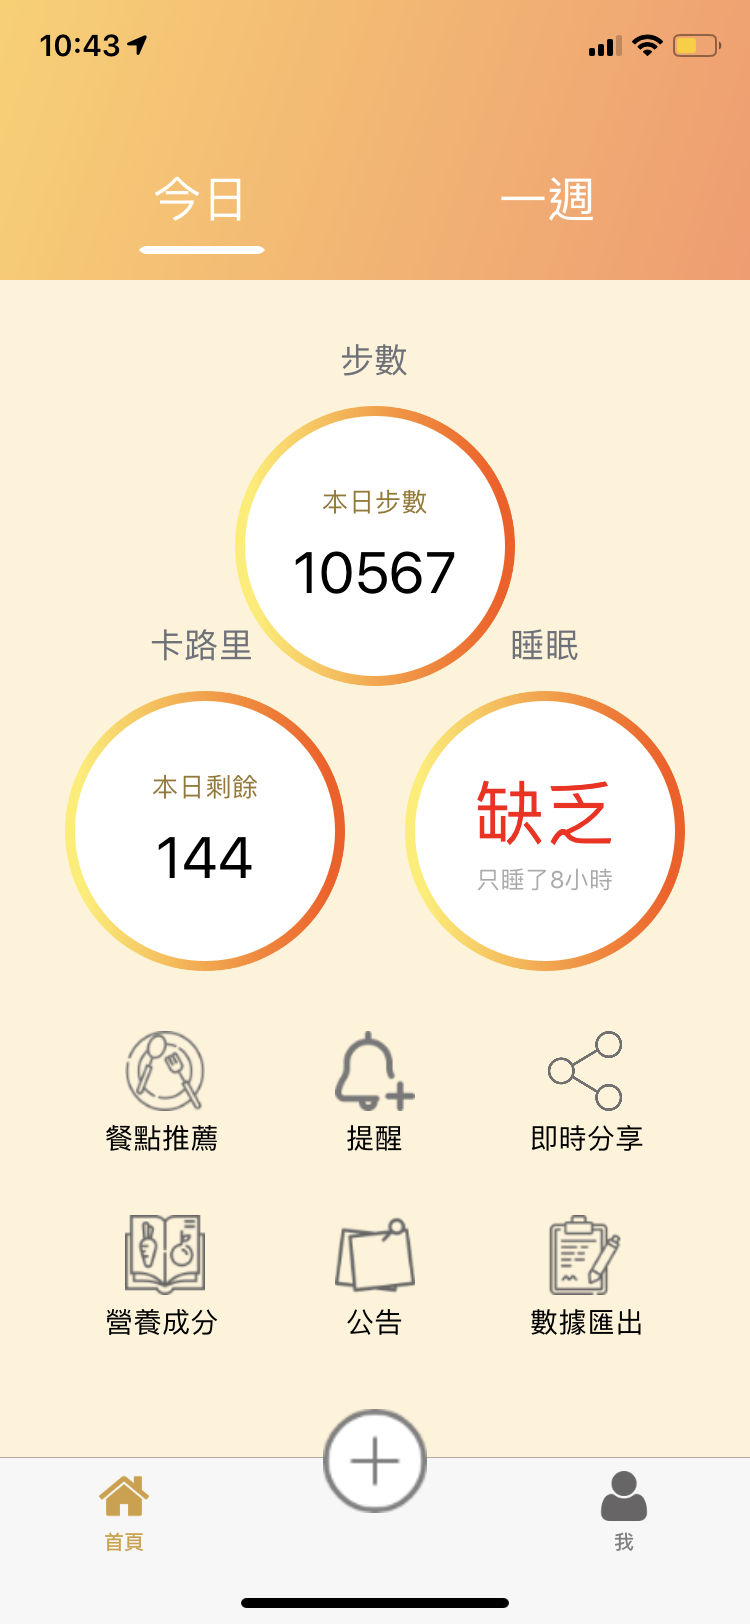 10:43
今日
一週
步數
本日步數
10567
卡路里
睡眠
本日剩餘
144
缺乏
只睡了8小時
餐點推薦
提醒
即時分享
營養成分
公告
數據匯出
首頁
我